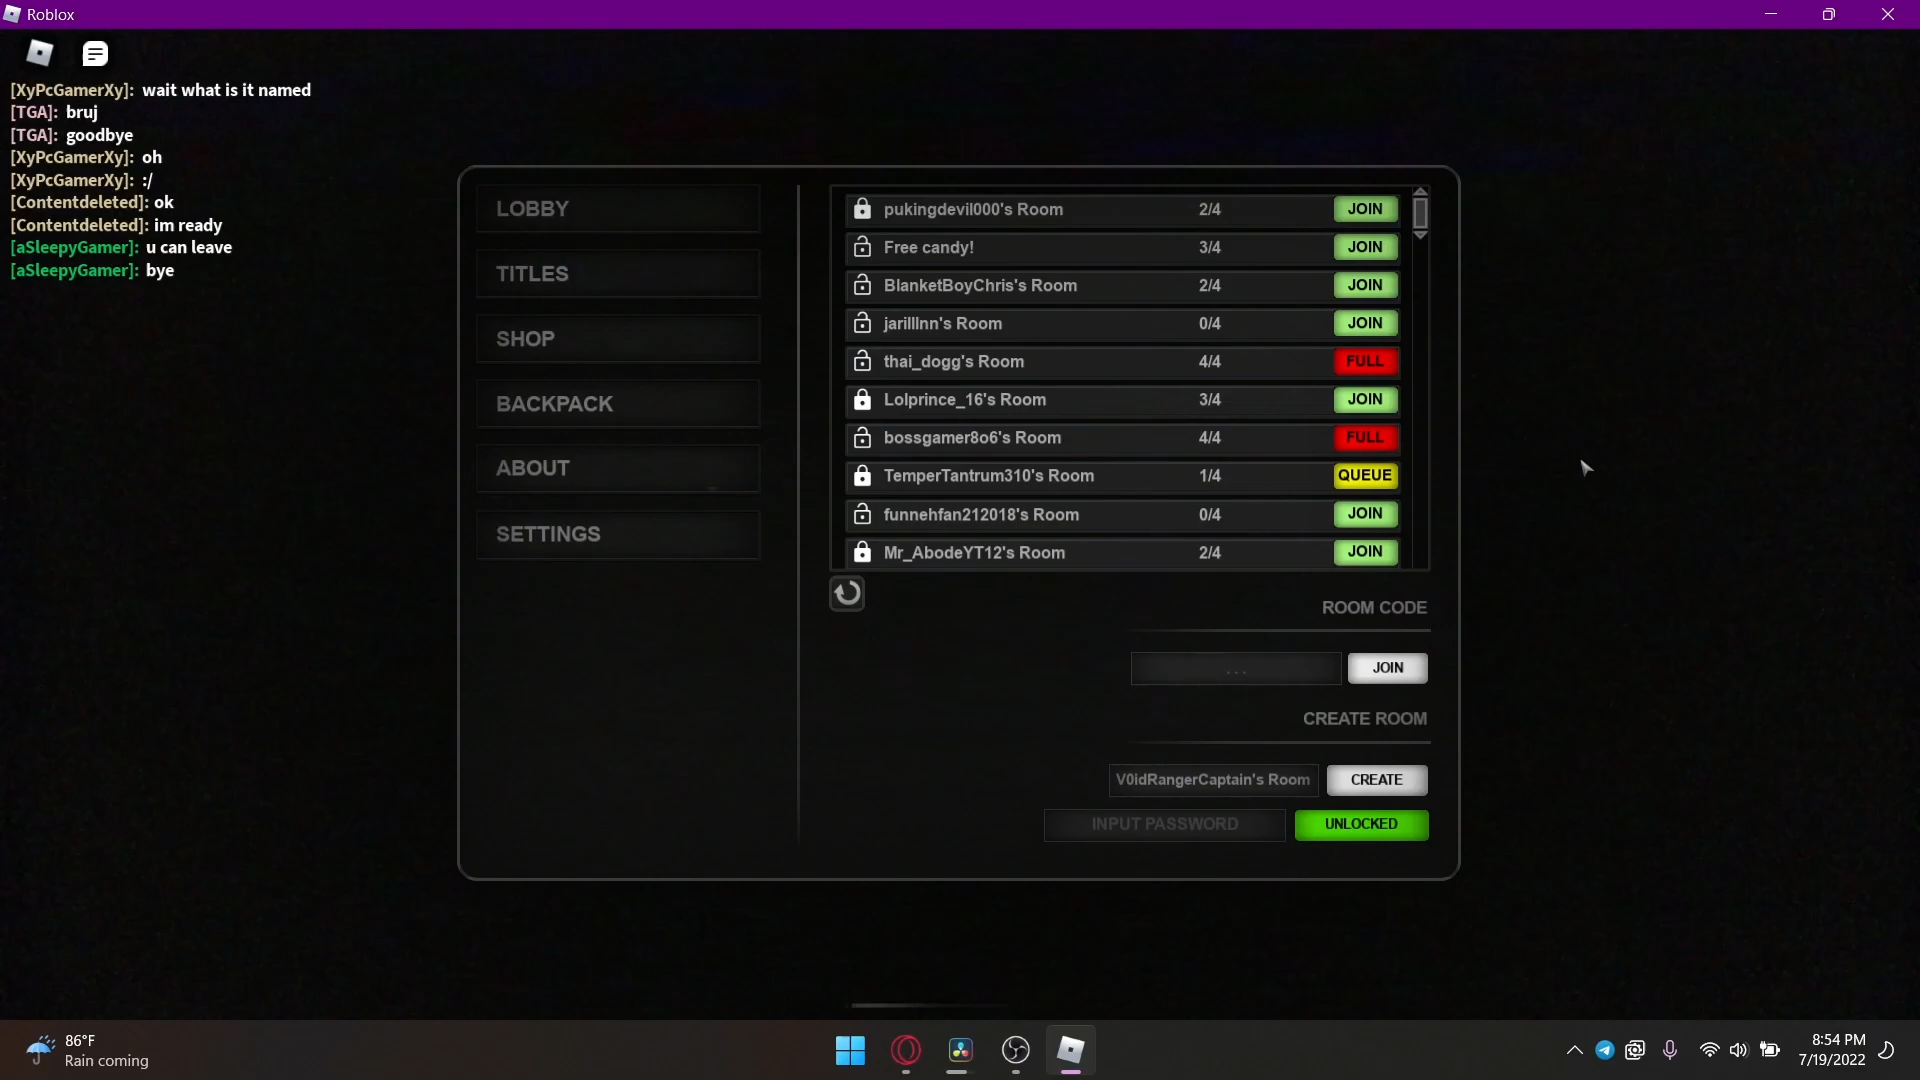 Roblox
[XyPcGamerXy]: wait what is it named
[TGA]: bruj
[TGA]: goodbye
[XyPcGamerXy]: oh
[XyPcGamerXy]: :/
[Contentdeleted]: ok
[Contentdeleted]: im ready
[aSleepyGamer]: u can leave
[aSleepyGamer]: bye
LOBBY
TITLES
SHOP
BACKPACK
ABOUT
SETTINGS
pukingdevil000's Room 2/4 JOIN
Free candy! 3/4 JOIN
BlanketBoyChris's Room 2/4 JOIN
jarilllnn's Room 0/4 JOIN
thai_dogg's Room 4/4 FULL
Lolprince_16's Room 3/4 JOIN
bossgamer8o6's Room 4/4 FULL
TemperTantrum310's Room 1/4 QUEUE
funnehfan212018's Room 0/4 JOIN
Mr_AbodeYT12's Room 2/4 JOIN
ROOM CODE
... JOIN
CREATE ROOM
V0idRangerCaptain's Room CREATE
INPUT PASSWORD UNLOCKED
86°F
Rain coming
8:54 PM
7/19/2022